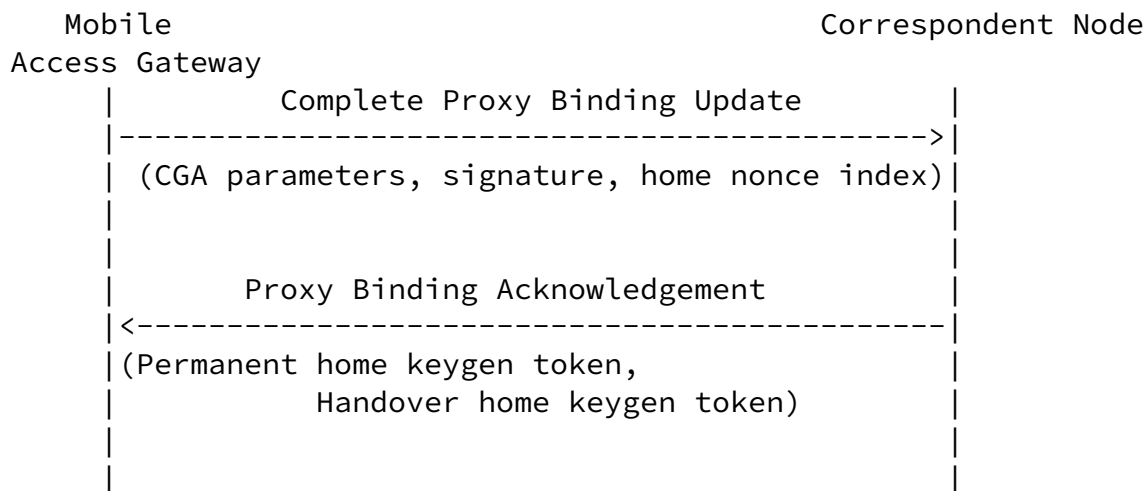 Mobile Correspondent Node
Access Gateway
Complete Proxy Binding Update
(CGA parameters, signature, home nonce index)
Proxy Binding Acknowledgement
(Permanent home keygen token,
Handover home keygen token)